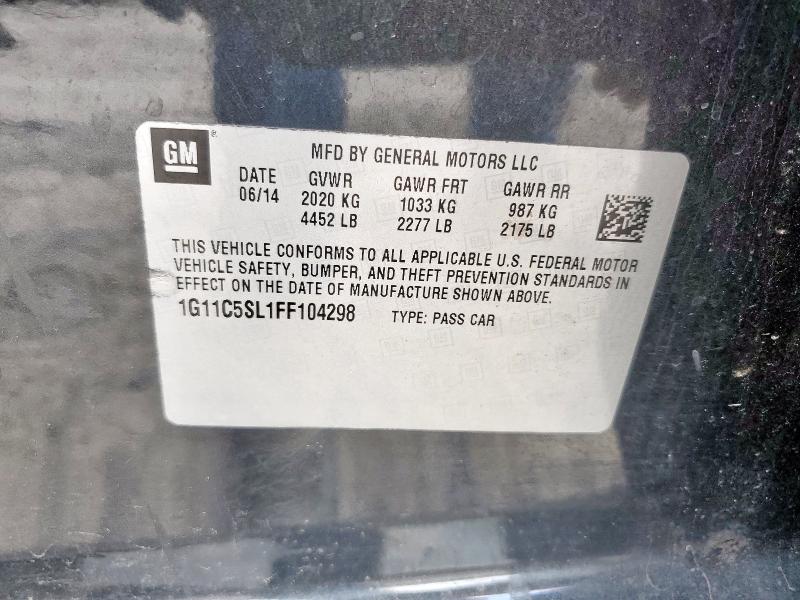 GM
MFD BY GENERAL MOTORS LLC
DATE GVWR GAWR FRT GAWR RR
06/14 2020 KG 1033 KG 987 KG
4452 LB 2277 LB 2175 LB
THIS VEHICLE CONFORMS TO ALL APPLICABLE U.S. FEDERAL MOTOR
VEHICLE SAFETY, BUMPER, AND THEFT PREVENTION STANDARDS IN
EFFECT ON THE DATE OF MANUFACTURE SHOWN ABOVE.
1G11C5SL1FF104298 TYPE: PASS CAR